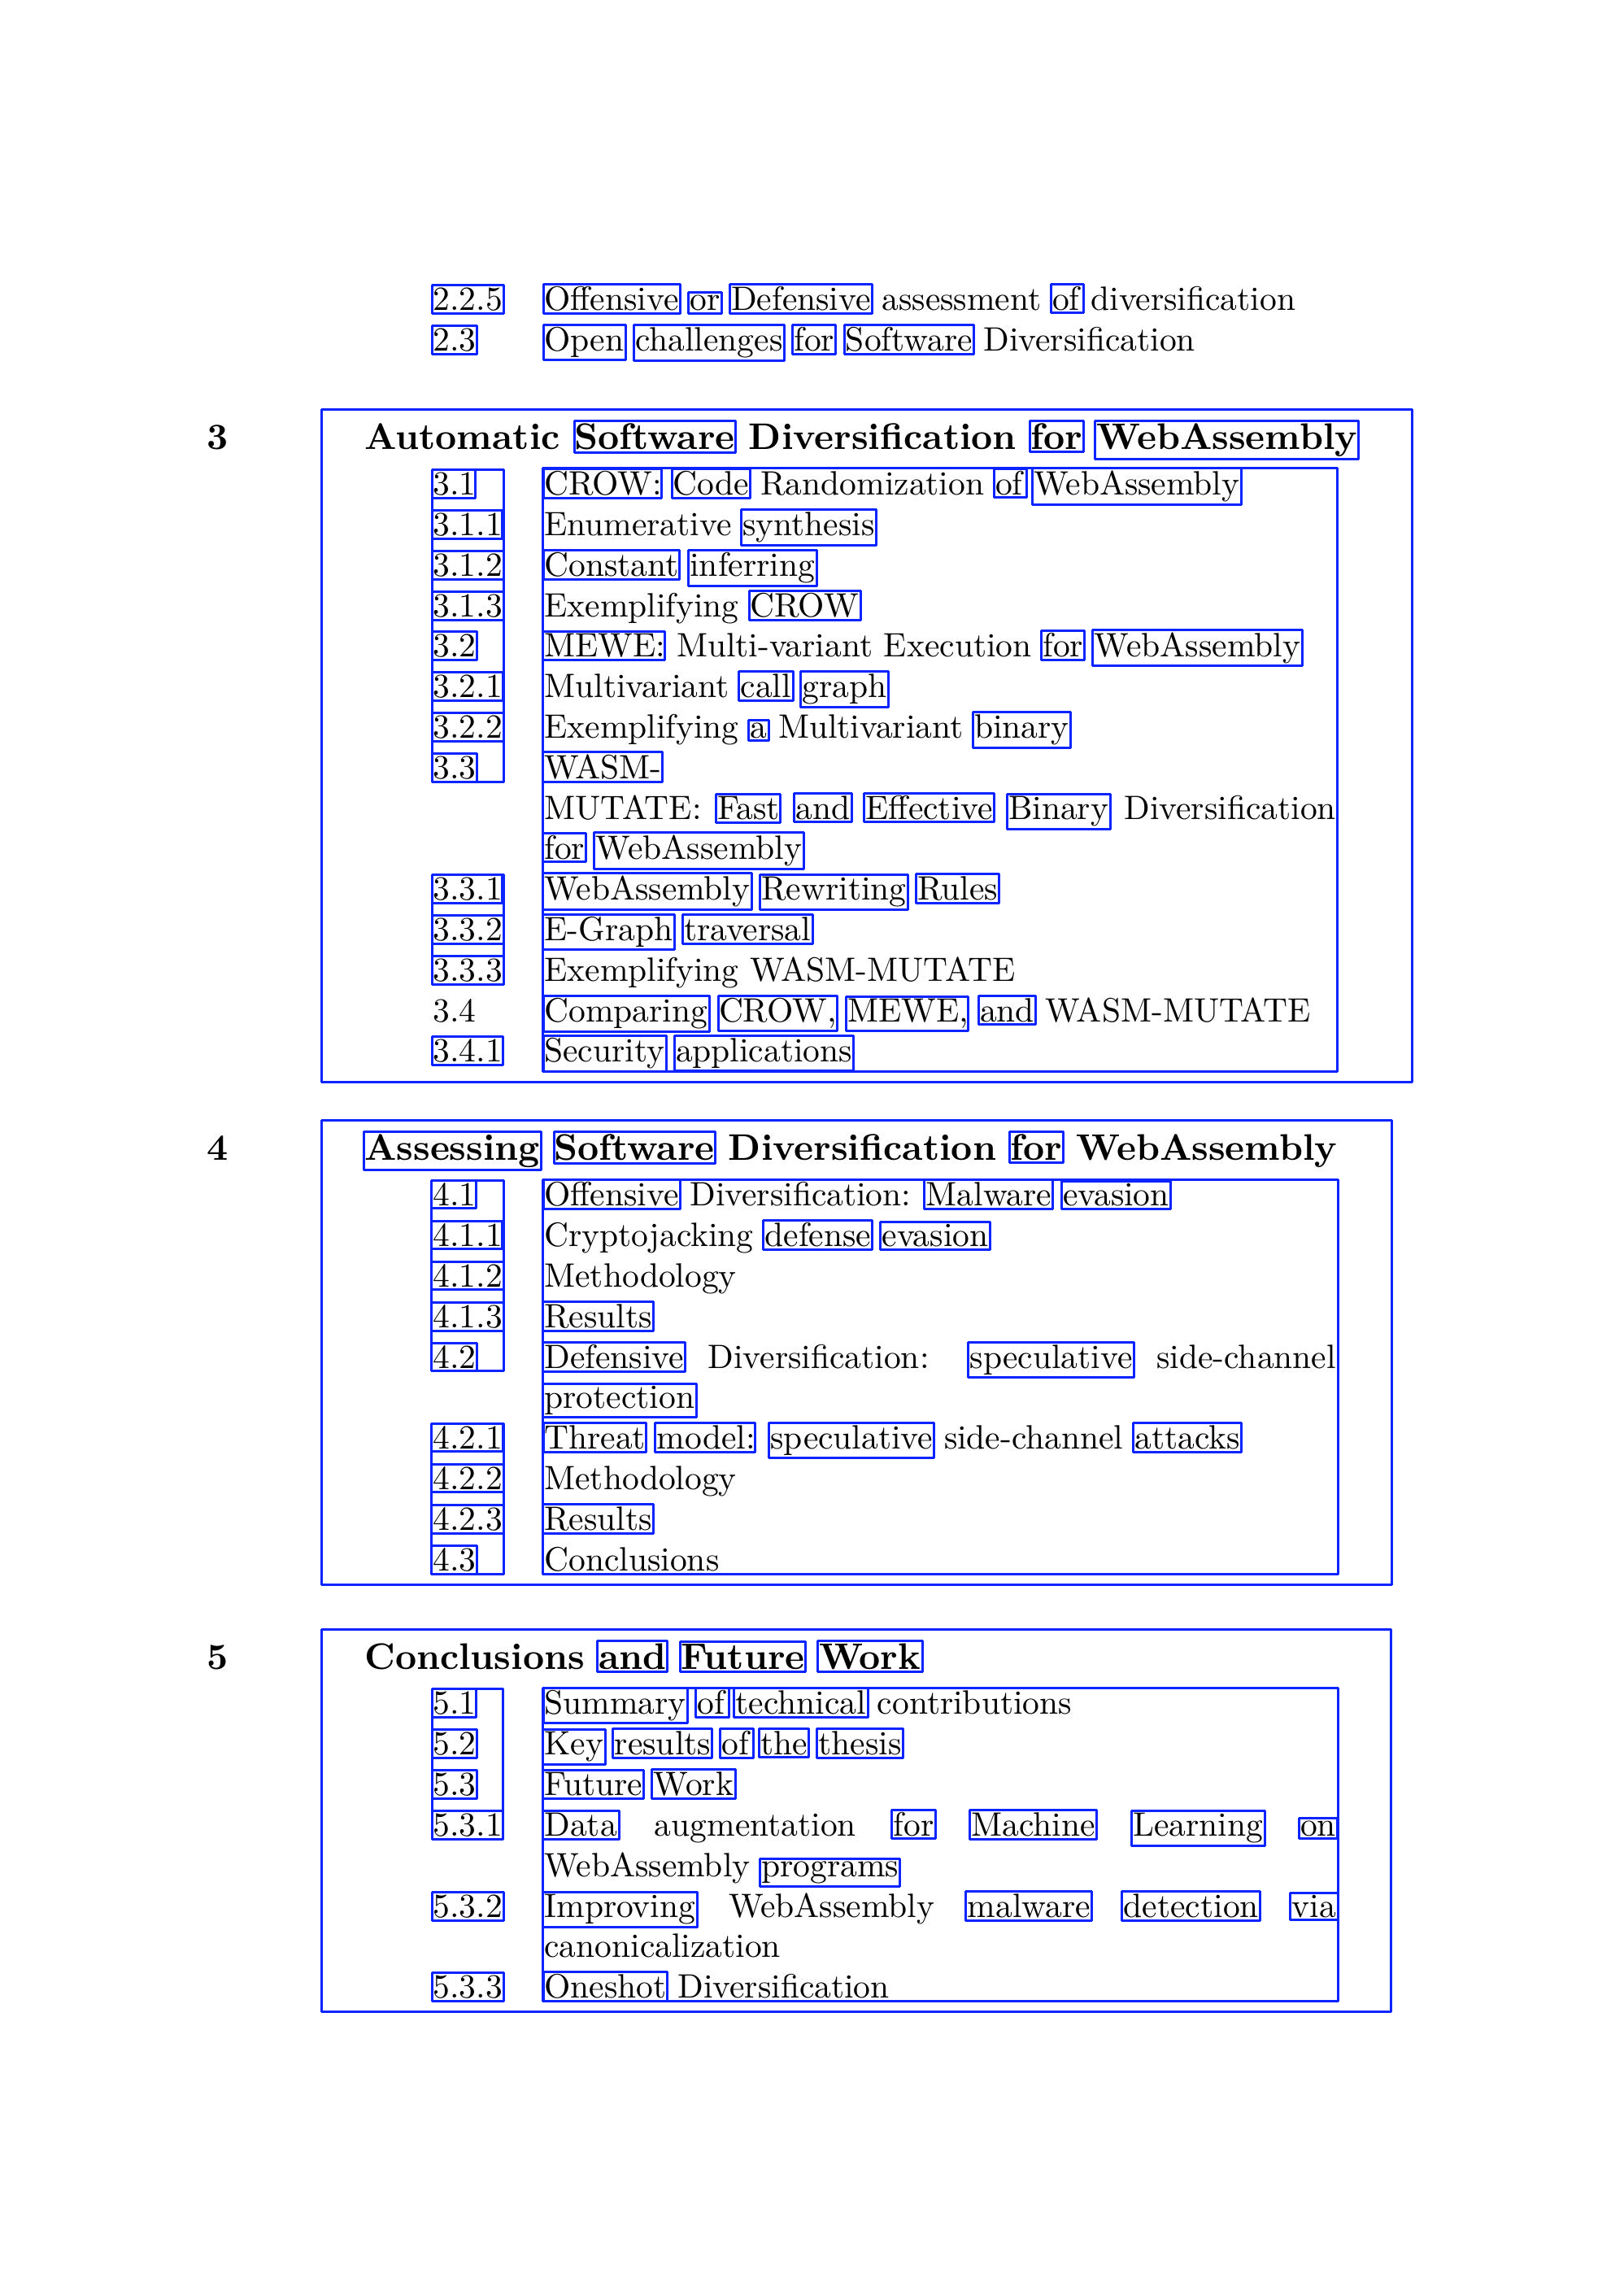 2.2.5 Offensive or Defensive assessment of diversification
2.3 Open challenges for Software Diversification
3 Automatic Software Diversification for WebAssembly
3.1 CROW: Code Randomization of WebAssembly
3.1.1 Enumerative synthesis
3.1.2 Constant inferring
3.1.3 Exemplifying CROW
3.2 MEWE: Multi-variant Execution for WebAssembly
3.2.1 Multivariant call graph
3.2.2 Exemplifying a Multivariant binary
3.3 WASM-
MUTATE: Fast and Effective Binary Diversification
for WebAssembly
3.3.1 WebAssembly Rewriting Rules
3.3.2 E-Graph traversal
3.3.3 Exemplifying WASM-MUTATE
3.4 Comparing CROW, MEWE, and WASM-MUTATE
3.4.1 Security applications
4 Assessing Software Diversification for WebAssembly
4.1 Offensive Diversification: Malware evasion
4.1.1 Cryptojacking defense evasion
4.1.2 Methodology
4.1.3 Results
4.2 Defensive Diversification: speculative side-channel
protection
4.2.1 Threat model: speculative side-channel attacks
4.2.2 Methodology
4.2.3 Results
4.3 Conclusions
5 Conclusions and Future Work
5.1 Summary of technical contributions
5.2 Key results of the thesis
5.3 Future Work
5.3.1 Data augmentation for Machine Learning on
WebAssembly programs
5.3.2 Improving WebAssembly malware detection via
canonicalization
5.3.3 Oneshot Diversification